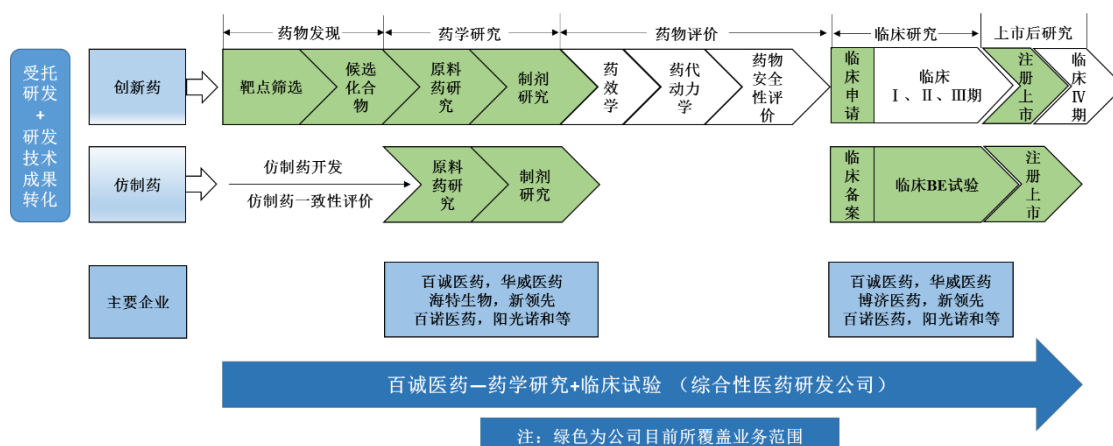 药物发现
药学研究
药物评价
临床研究
上市后研究
受托
研发
+
研发
技术
成果
转化
创新药
靶点筛选
候选
化合
物
原料
药研
究
制剂
研究
药
效
学
药代
动力
学
药物
安全
性评
价
临
床
申
请
临床
Ⅰ、Ⅱ、Ⅲ期
注
册
上
市
临
床
Ⅳ
期
仿制药
仿制药开发
仿制药一致性评价
原料
药研
究
制剂
研究
临
床
备
案
临床BE试验
注
册
上
市
主要企业
百诚医药，华威医药
海特生物，新领先
百诺医药，阳光诺和等
百诚医药，华威医药
博济医药，新领先
百诺医药，阳光诺和等
百诚医药—药学研究+临床试验 （综合性医药研发公司）
注：绿色为公司目前所覆盖业务范围